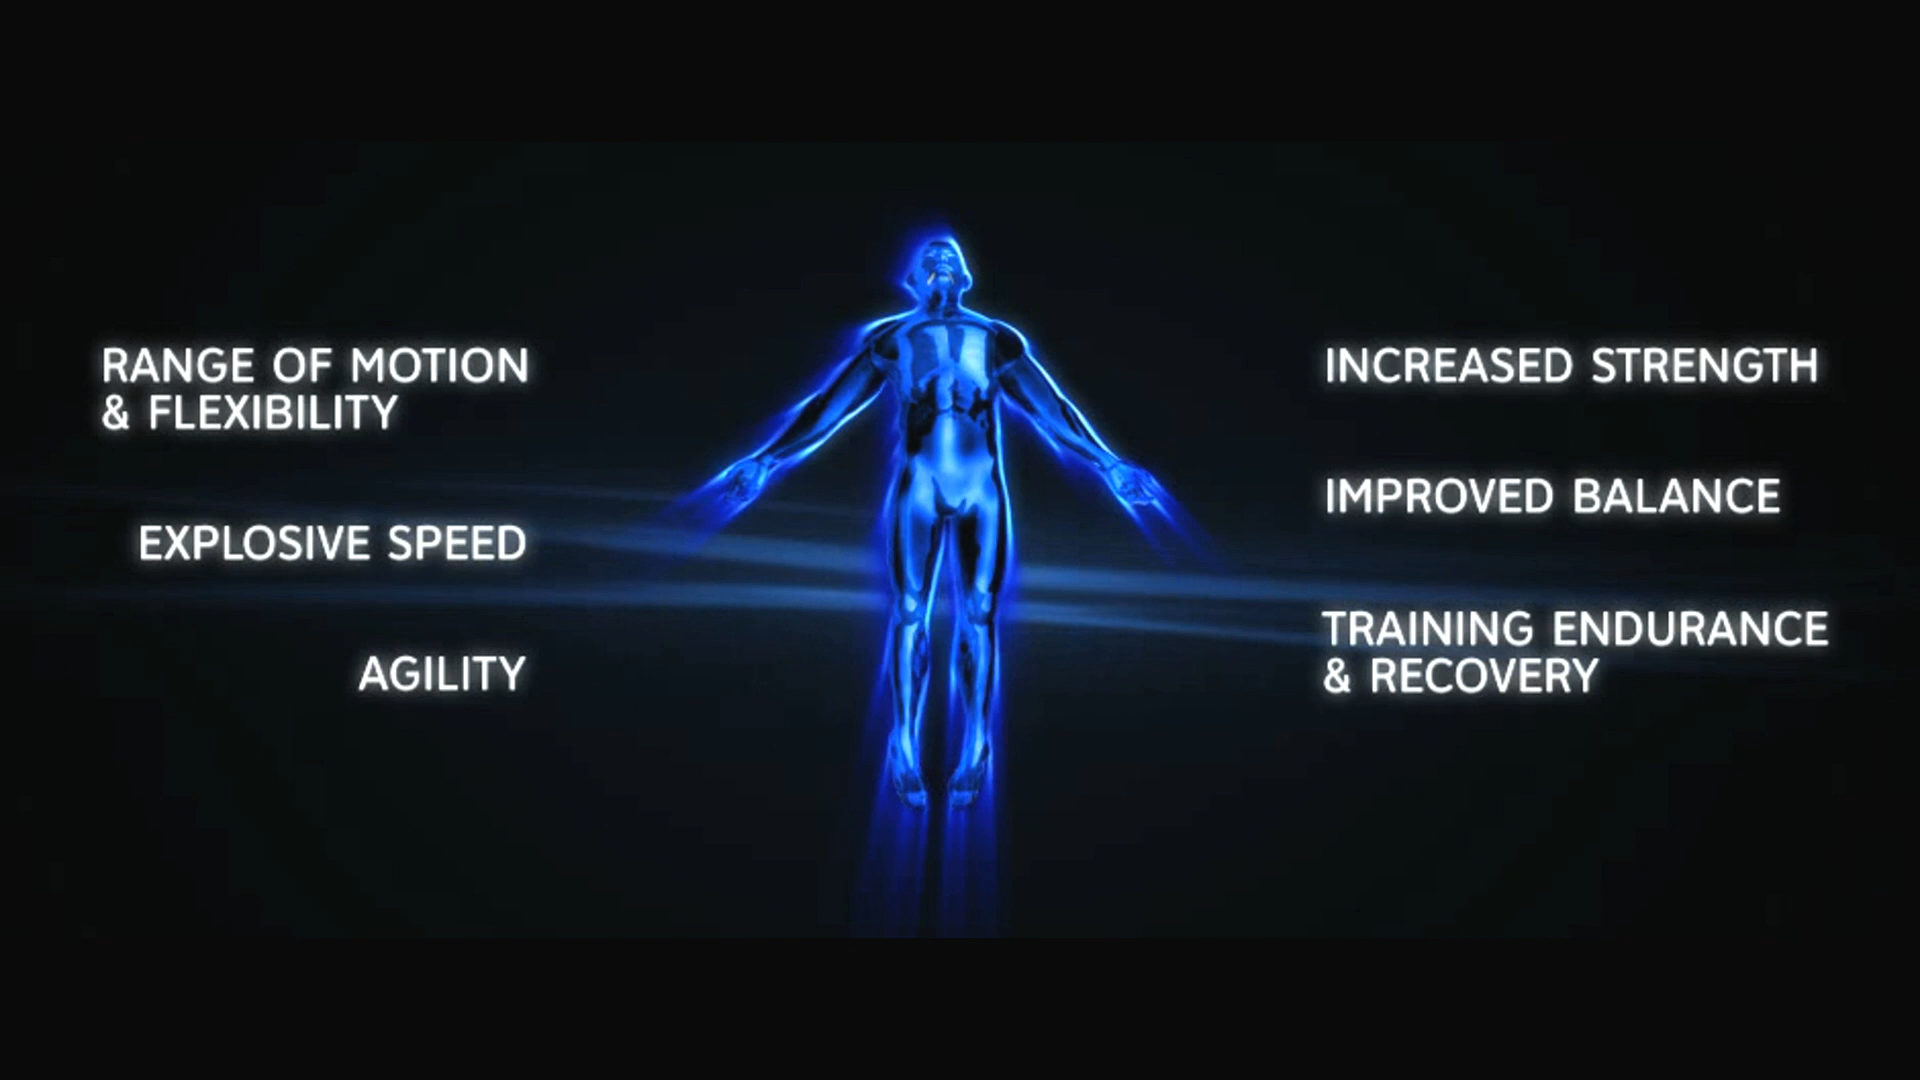 RANGE OF MOTION
& FLEXIBILITY
EXPLOSIVE SPEED
AGILITY
INCREASED STRENGTH
IMPROVED BALANCE
TRAINING ENDURANCE
& RECOVERY